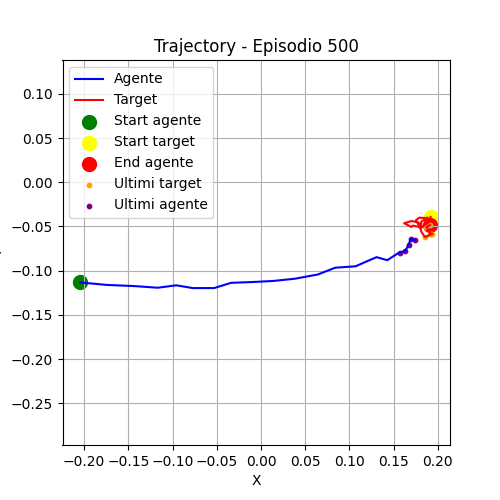 Trajectory - Episodio 500
Agente
Target
Start agente
Start target
End agente
Ultimi target
Ultimi agente
0.10
0.05
0.00
−0.05
−0.10
−0.15
−0.20
−0.25
−0.20 −0.15 −0.10 −0.05 0.00 0.05 0.10 0.15 0.20
X